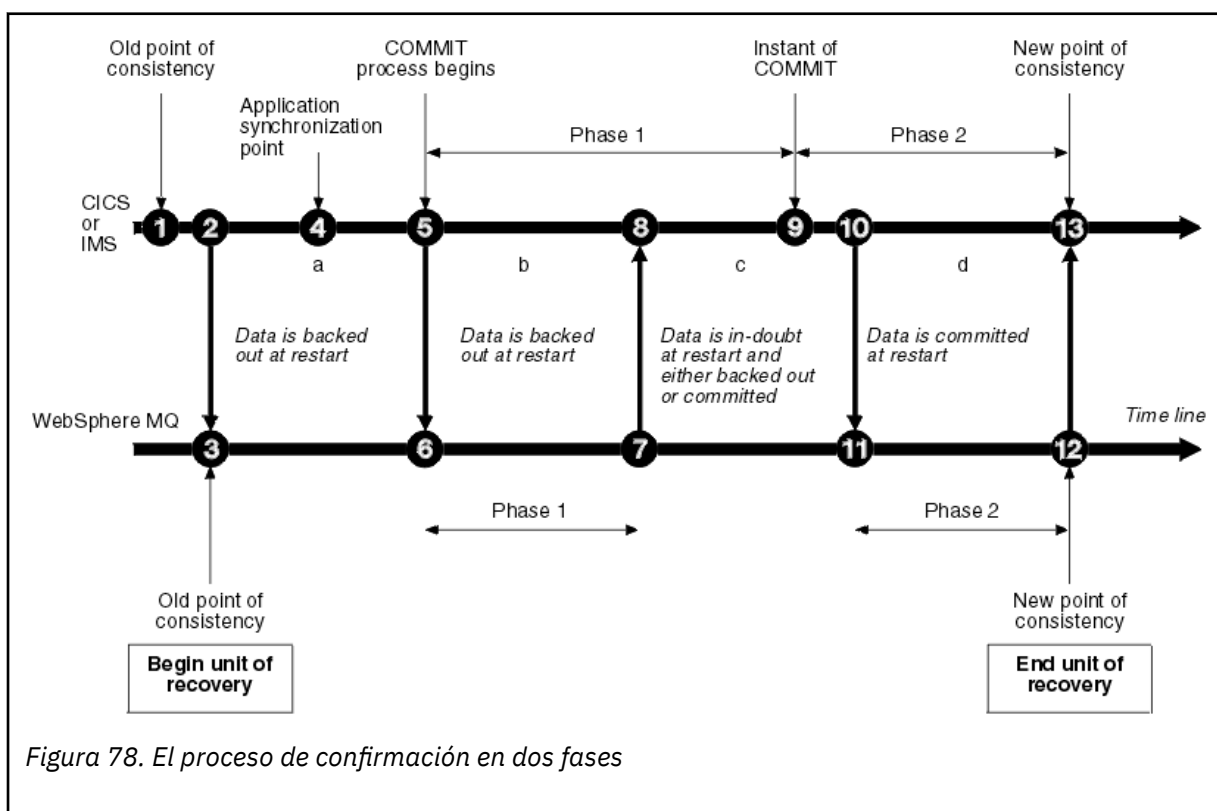 Old point of
consistency
COMMIT
process begins
Instant of
COMMIT
New point of
consistency
Application
synchronization
point
Phase 1
Phase 2
CICS
or
IMS
1
2
4
5
8
9
10
13
a
b
c
d
Data is backed
out at restart
Data is backed
out at restart
Data is in-doubt
at restart and
either backed out
or committed
Data is committed
at restart
WebSphere MQ
Time line
3
6
7
11
12
Phase 1
Phase 2
Old point of
consistency
New point of
consistency
Begin unit of
recovery
End unit of
recovery
Figura 78. El proceso de confirmación en dos fases